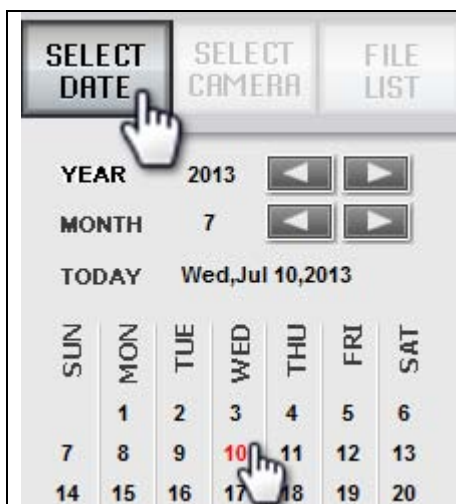 SELECT DATE
SELECT CAMERA
FILE LIST
YEAR 2013
MONTH 7
TODAY Wed,Jul 10,2013
SUN MON TUE WED THU FRI SAT
1 2 3 4 5 6
7 8 9 10 11 12 13
14 15 16 17 18 19 20